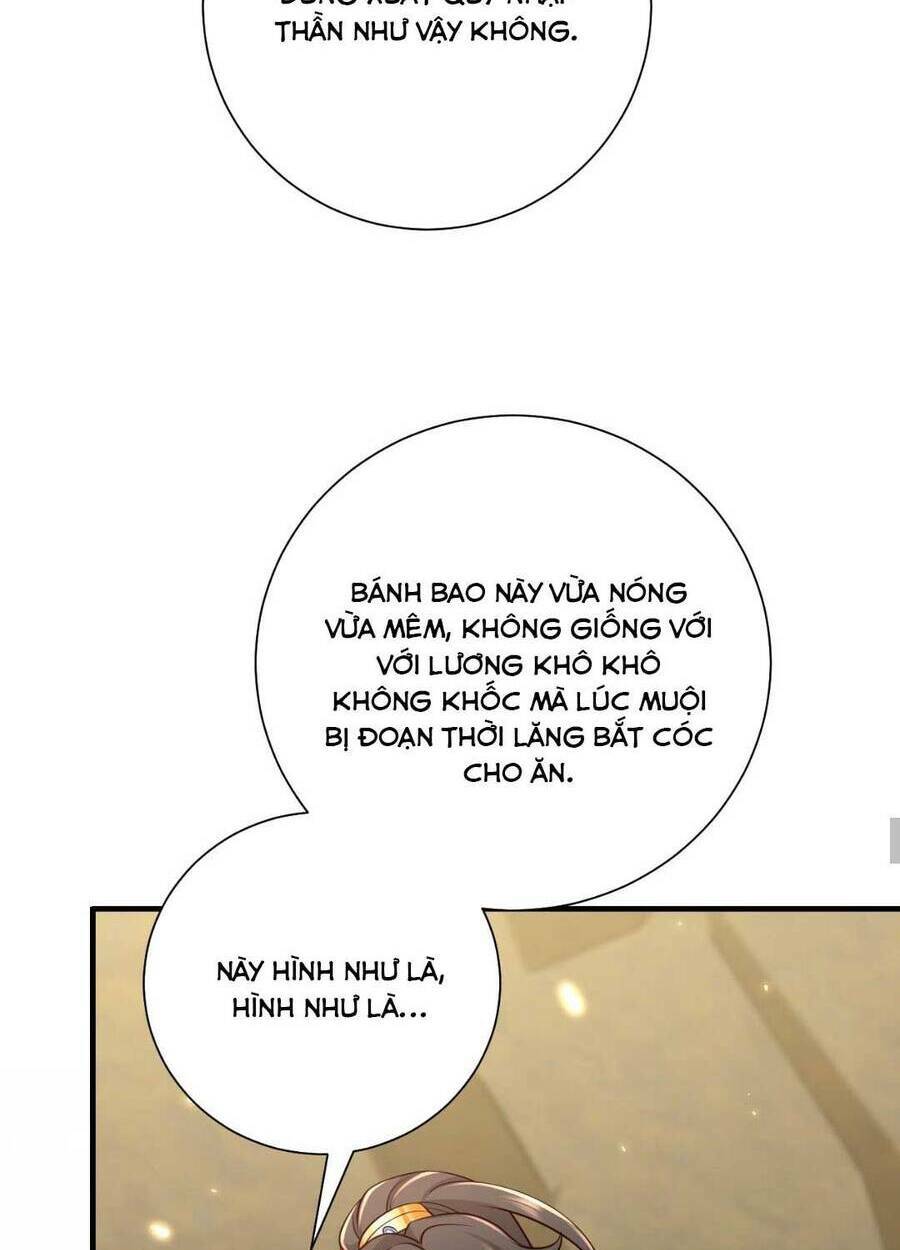 THẦN NHƯ VẬY KHÔNG.
BÁNH BAO NÀY VỪA NÓNG
VỪA MỀM, KHÔNG GIỐNG VỚI
VỚI LƯƠNG KHÔ KHÔ
KHÔNG KHỐC MÀ LÚC MUỘI
BỊ ĐOẠN THỜI LĂNG BẮT CÓC
CHO ĂN.
NÀY HÌNH NHƯ LÀ,
HÌNH NHƯ LÀ...